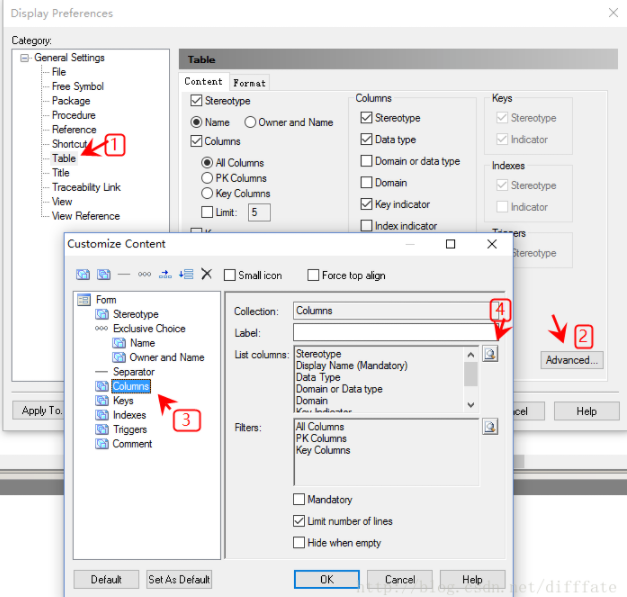 Display Preferences
Category:
General Settings
File
Free Symbol
Package
Procedure
Reference
Shortcut
Table
Title
Traceability Link
View
View Reference
1
Table
Content Format
Stereotype
Name Owner and Name
Columns
All Columns
PK Columns
Key Columns
Limit: 5
Columns
Stereotype
Data type
Domain or data type
Domain
Key indicator
Index indicator
Keys
Stereotype
Indicator
Indexes
Stereotype
Indicator
Triggers
Stereotype
2
Advanced...
Apply To.
Help
Customize Content
Small icon Force top align
Form
Stereotype
Exclusive Choice
Name
Owner and Name
Separator
Columns
Keys
Indexes
Triggers
Comment
3
Collection: Columns
4
Label:
List columns: Stereotype
Display Name (Mandatory)
Data Type
Domain or Data type
Domain
Key Indicator
Filters: All Columns
PK Columns
Key Columns
Mandatory
Limit number of lines
Hide when empty
Default Set As Default OK Cancel Help
http://blog.csdn.net/difffate